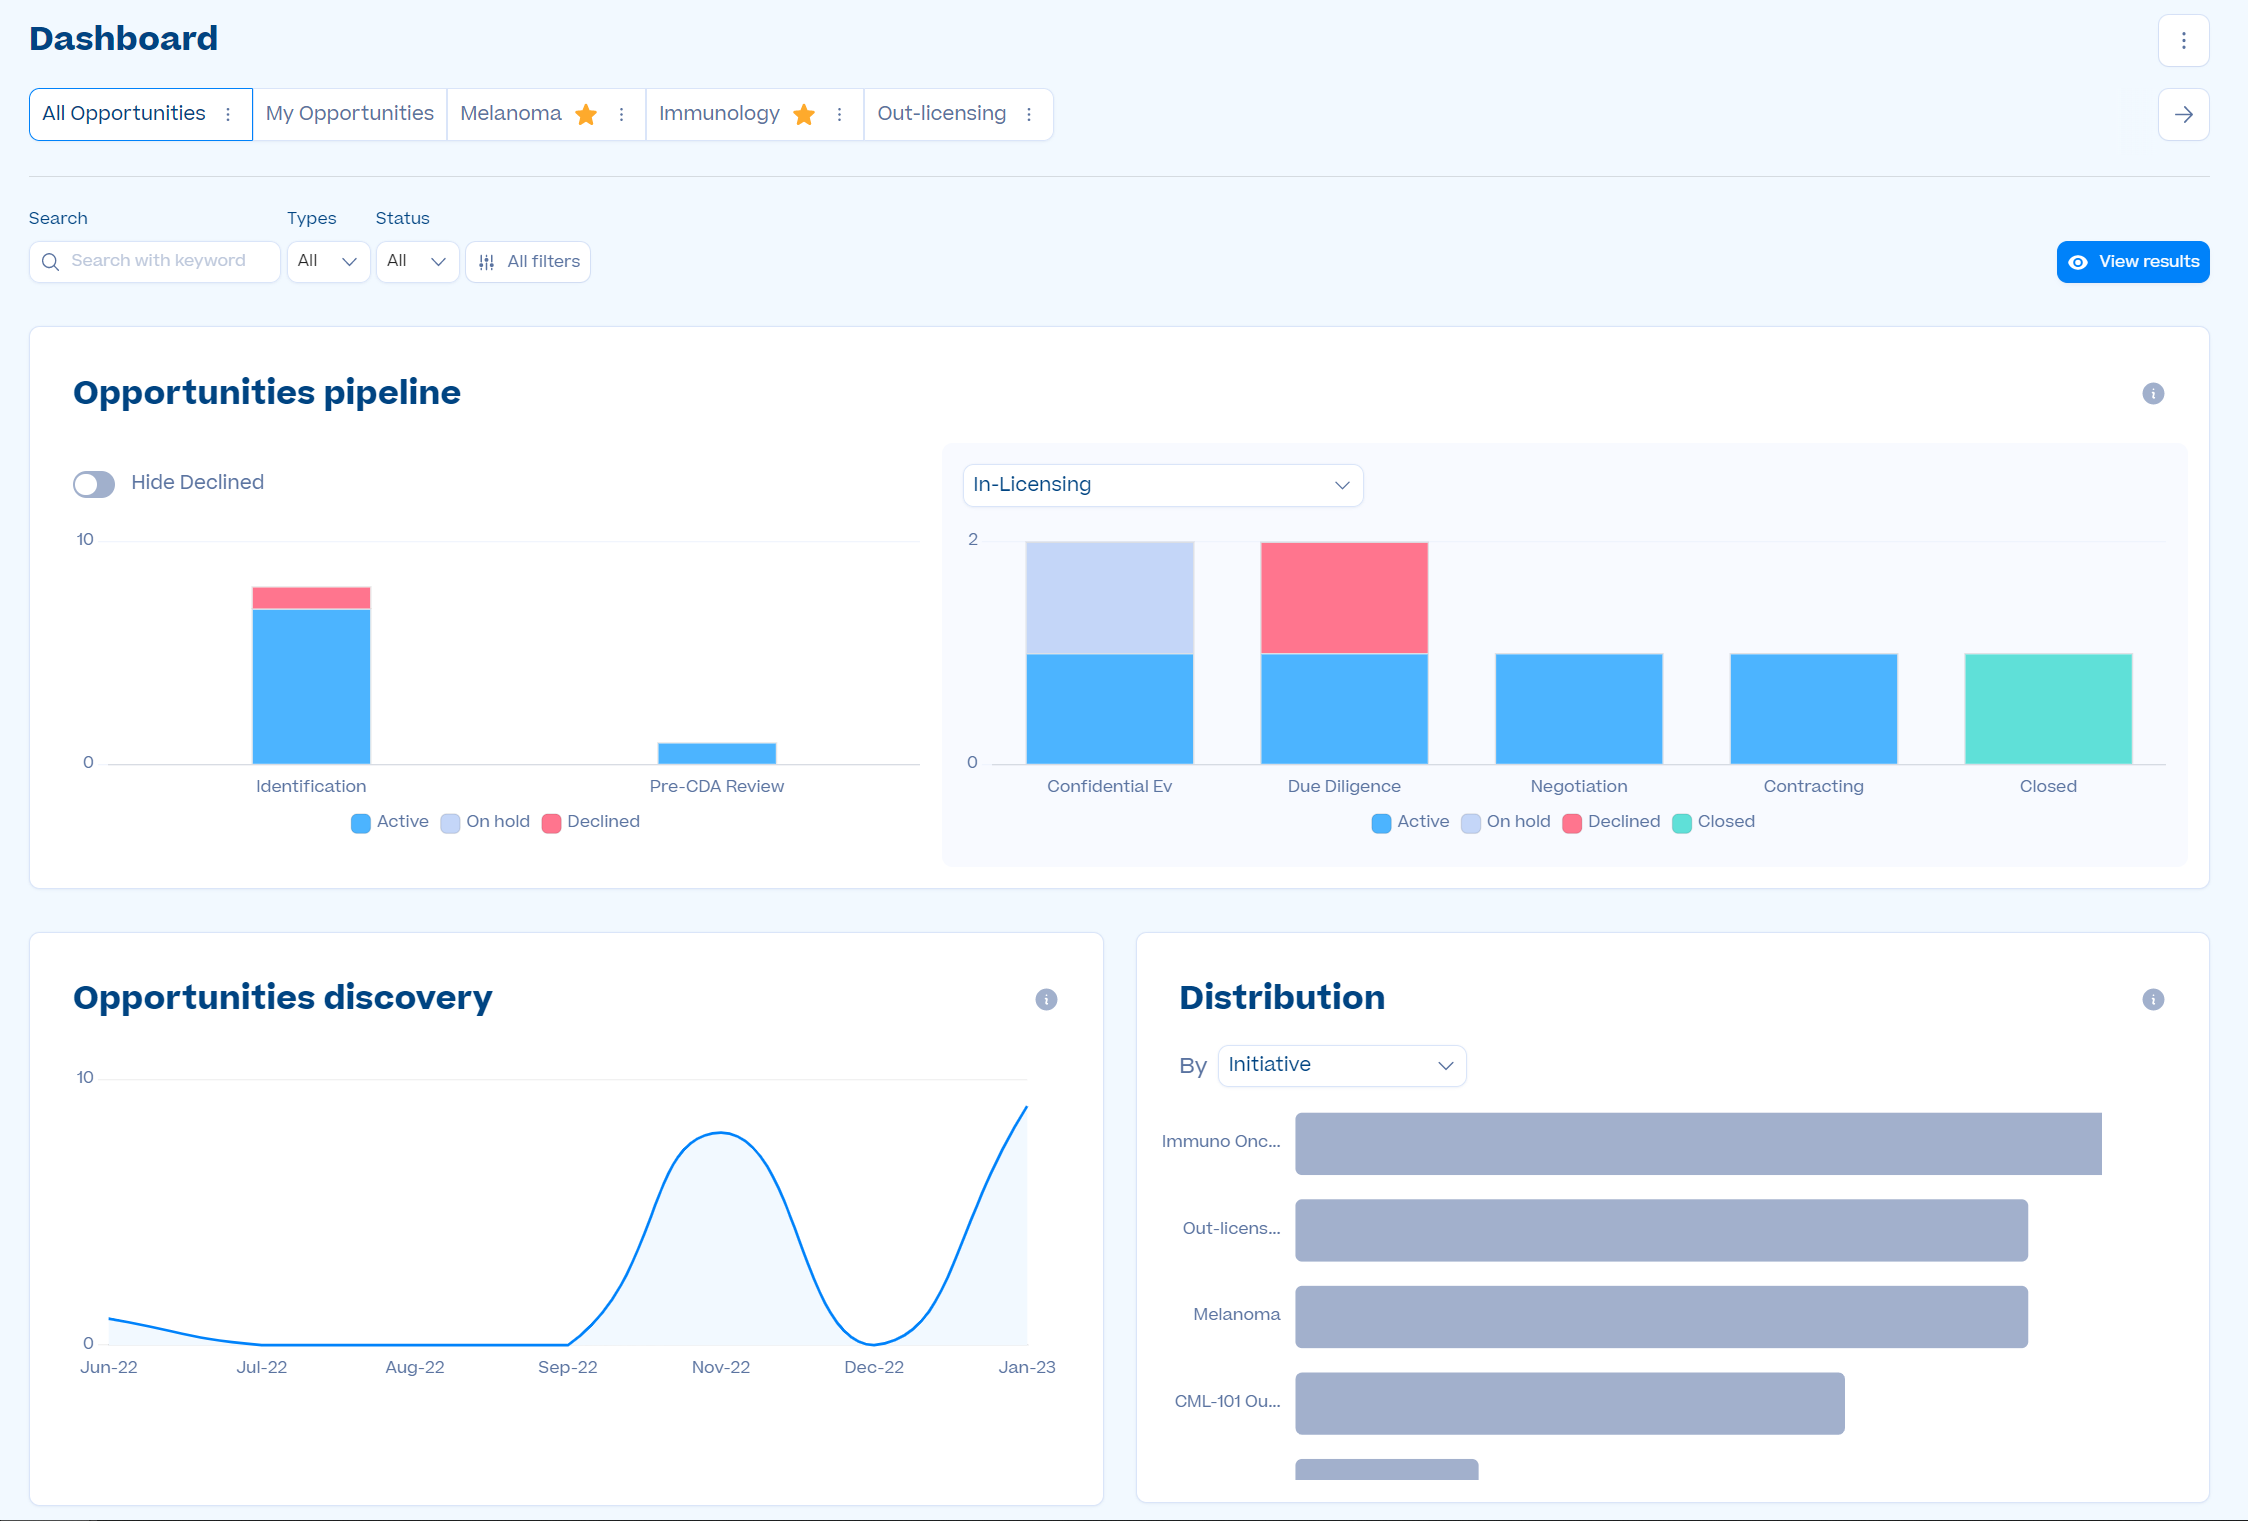 Dashboard
All Opportunities
My Opportunities
Melanoma
Immunology
Out-licensing
Search
Types
Status
Search with keyword
All
All
All filters
View results
Opportunities pipeline
Hide Declined
10
0
Identification
Pre-CDA Review
Active
On hold
Declined
In-Licensing
2
0
Confidential Ev
Due Diligence
Negotiation
Contracting
Closed
Active
On hold
Declined
Closed
Opportunities discovery
10
0
Jun-22
Jul-22
Aug-22
Sep-22
Nov-22
Dec-22
Jan-23
Distribution
By
Initiative
Immuno Onc...
Out-licens...
Melanoma
CML-101 Ou...